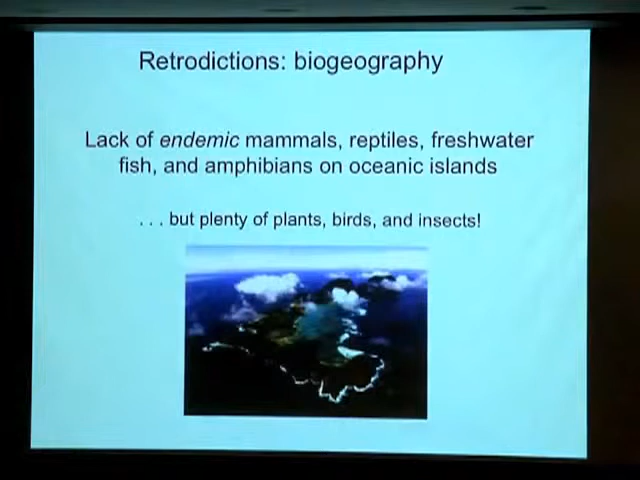 Retrodictions: biogeography
Lack of endemic mammals, reptiles, freshwater
fish, and amphibians on oceanic islands
. . . but plenty of plants, birds, and insects!